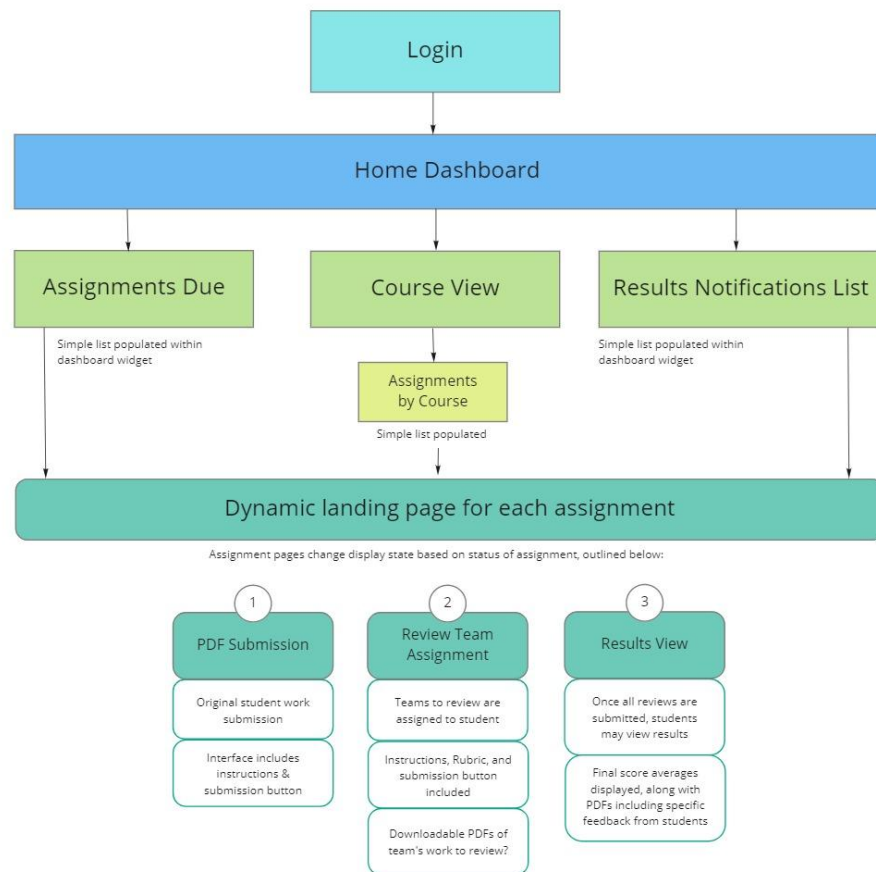 Login
Home Dashboard
Assignments Due
Course View
Results Notifications List
Simple list populated within
dashboard widget
Simple list populated within
dashboard widget
Assignments
by Course
Simple list populated
Dynamic landing page for each assignment
Assignment pages change display state based on status of assignment, outlined below:
1
PDF Submission
Original student work
submission
Interface includes
instructions &
submission button
2
Review Team
Assignment
Teams to review are
assigned to student
Instructions, Rubric, and
submission button
included
Downloadable PDFs of
team's work to review?
3
Results View
Once all reviews are
submitted, students
may view results
Final score averages
displayed, along with
PDFs including specific
feedback from students